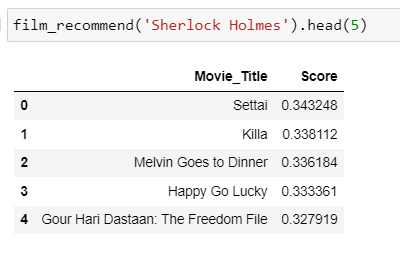 film_recommend('Sherlock Holmes').head(5)
Movie_Title Score
0 Settai 0.343248
1 Killa 0.338112
2 Melvin Goes to Dinner 0.336184
3 Happy Go Lucky 0.333361
4 Gour Hari Dastaan: The Freedom File 0.327919